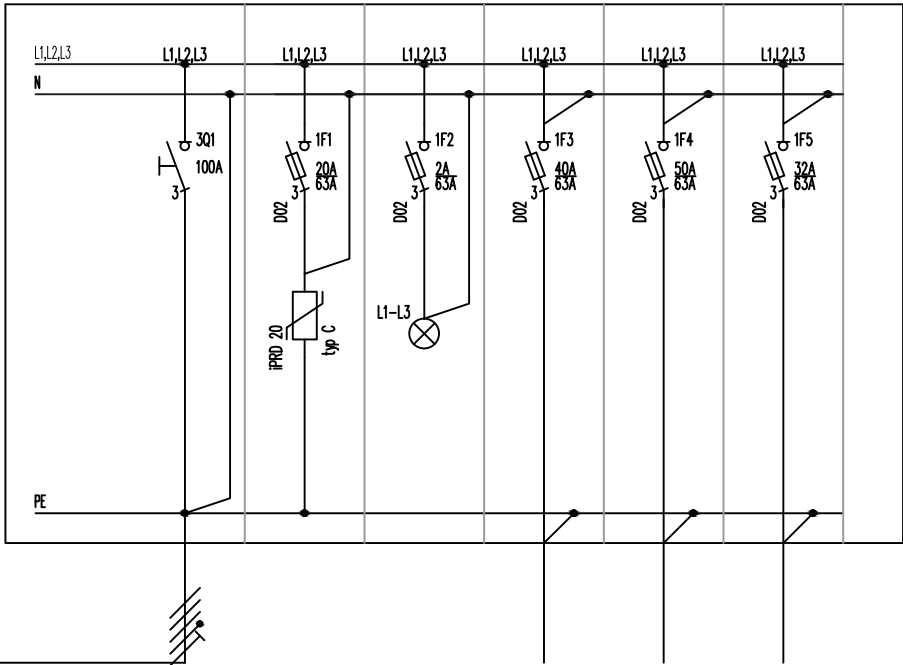 L1,L2,L3
L1,L2,L3
L1,L2,L3
L1,L2,L3
L1,L2,L3
L1,L2,L3
L1,L2,L3
N
3Q1
100A
3
1F1
20A
63A
3
D02
1F2
2A
63A
3
D02
1F3
40A
63A
3
D02
1F4
50A
63A
3
D02
1F5
32A
63A
3
D02
iPRD 20
typ C
L1-L3
PE